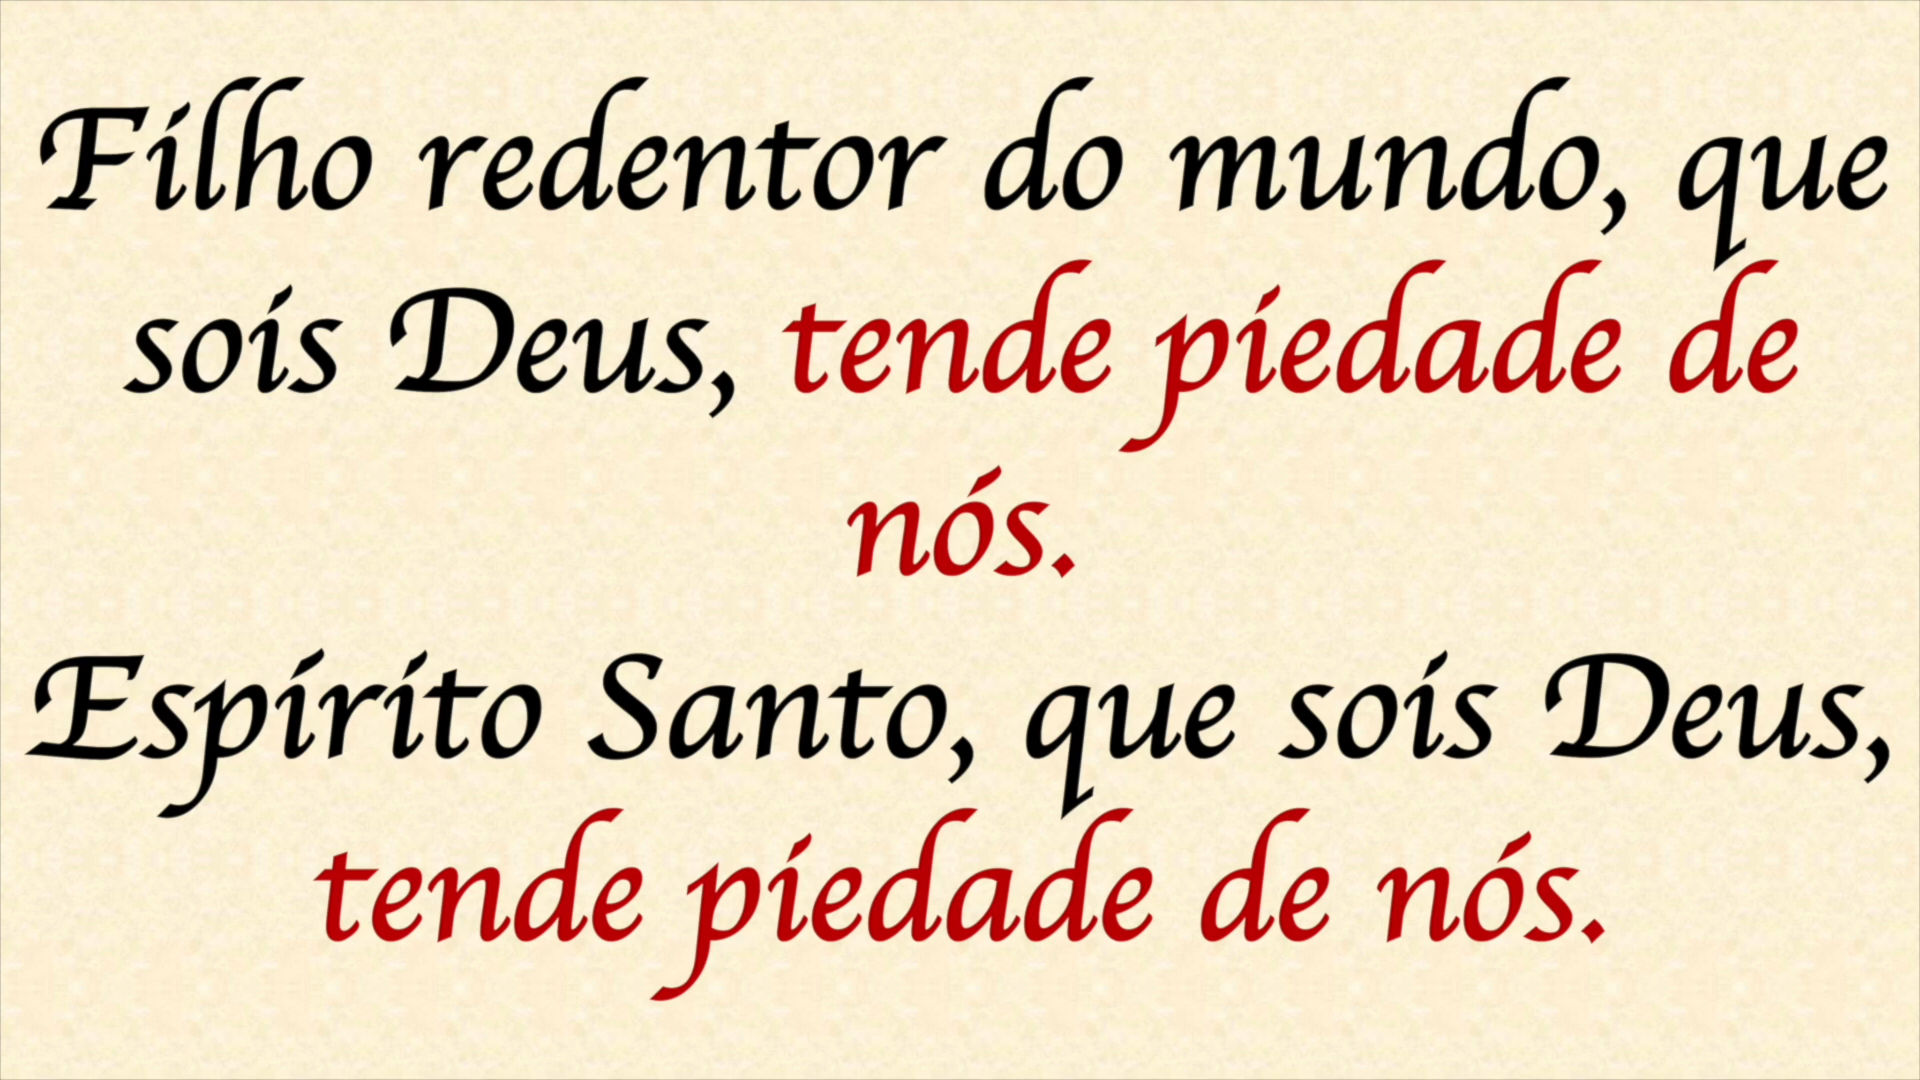 Filho redentor do mundo, que
sois Deus, tende piedade de
nós.
Espírito Santo, que sois Deus,
tende piedade de nós.